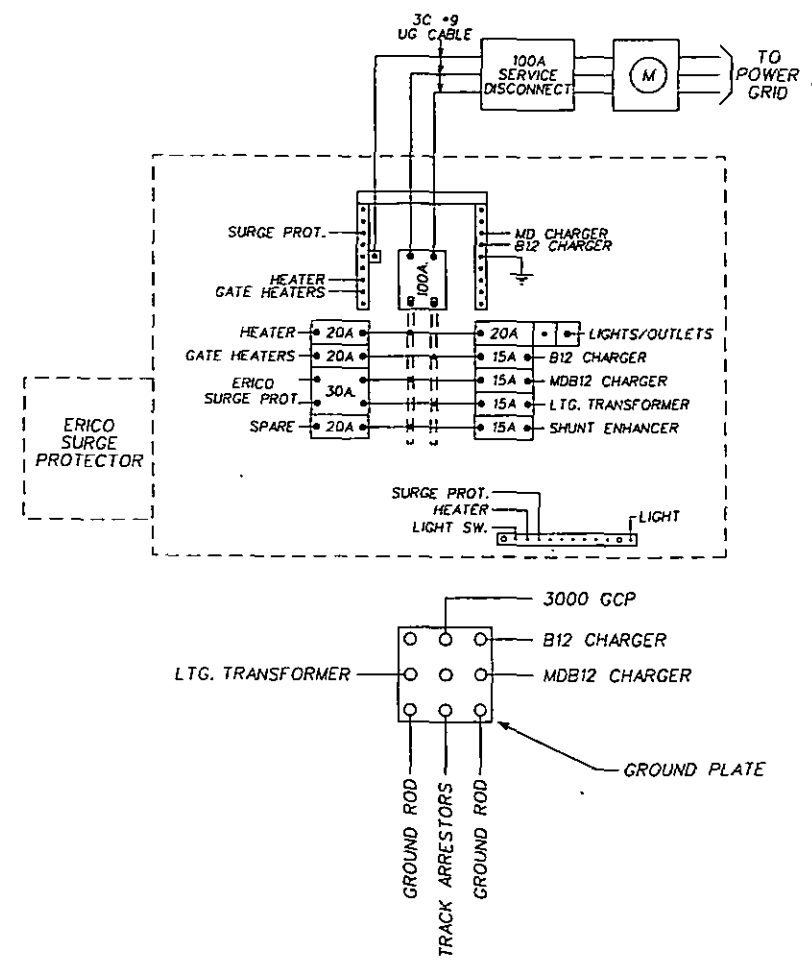 3C #9
UG CABLE
100A
SERVICE
DISCONNECT
M
TO
POWER
GRID
SURGE PROT.
HEATER
GATE HEATERS
100A.
MD CHARGER
B12 CHARGER
HEATER
20A
20A
LIGHTS/OUTLETS
GATE HEATERS
20A
15A
B12 CHARGER
ERICO
SURGE PROT.
30A.
15A
MDB12 CHARGER
15A
LTG. TRANSFORMER
SPARE
20A
15A
SHUNT ENHANCER
ERICO
SURGE
PROTECTOR
SURGE PROT.
HEATER
LIGHT SW.
LIGHT
3000 GCP
B12 CHARGER
LTG. TRANSFORMER
MDB12 CHARGER
GROUND PLATE
GROUND ROD
TRACK ARRESTORS
GROUND ROD